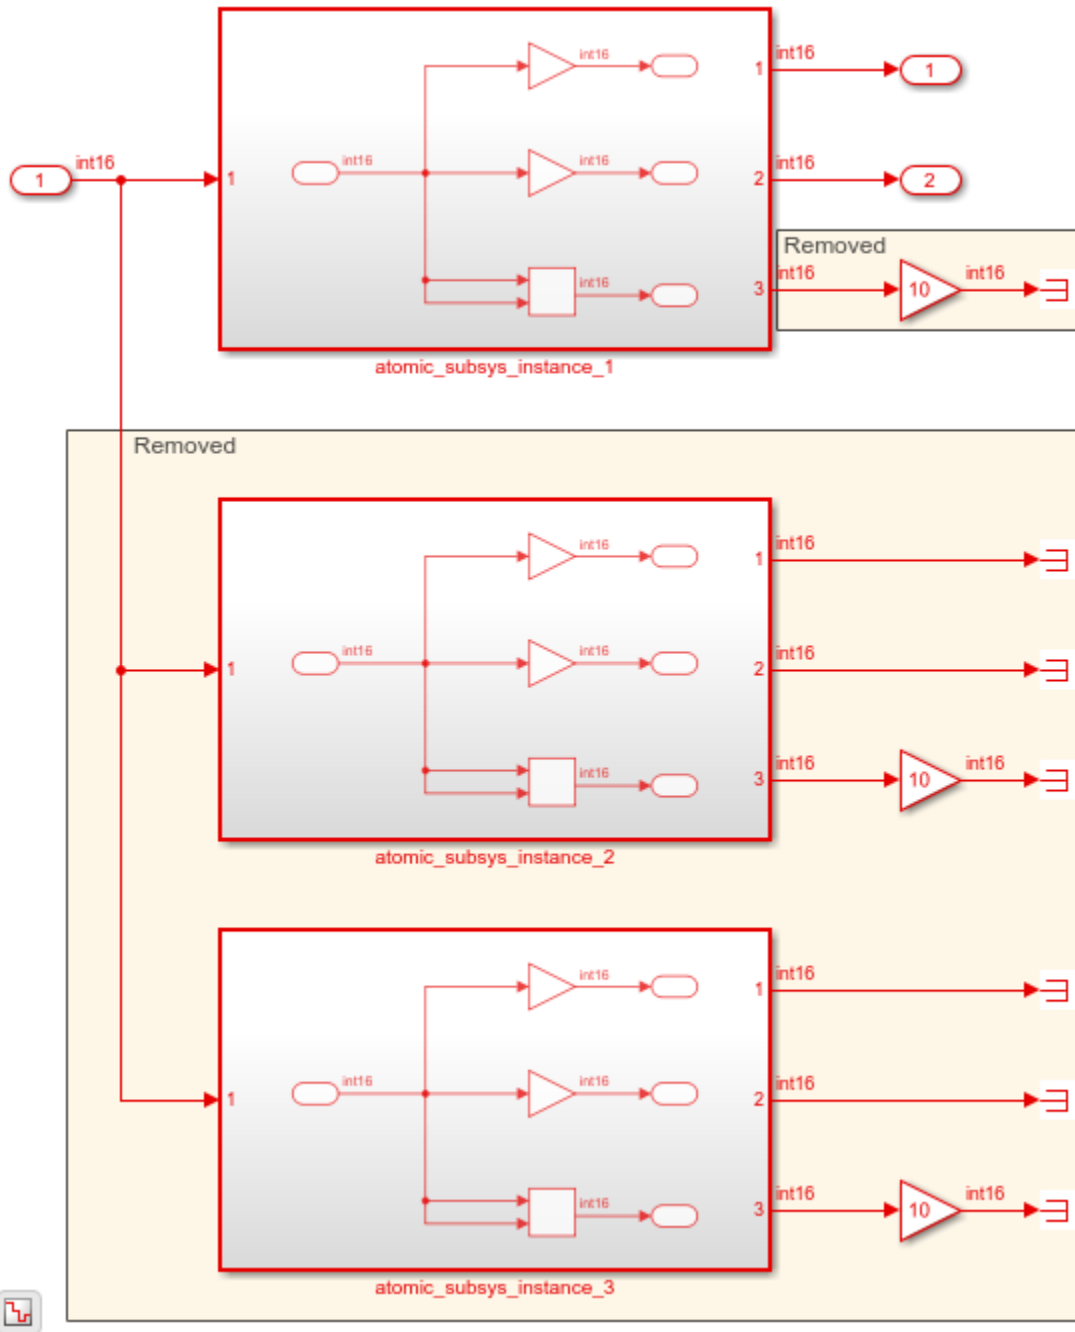 int16
1
int16
1
int16
int16
int16
int16
1
int16
1
2
int16
2
Removed
3
int16
10
int16
atomic_subsys_instance_1
Removed
1
int16
int16
int16
int16
1
int16
2
int16
3
int16
10
int16
atomic_subsys_instance_2
1
int16
int16
int16
int16
1
int16
2
int16
3
int16
10
int16
atomic_subsys_instance_3